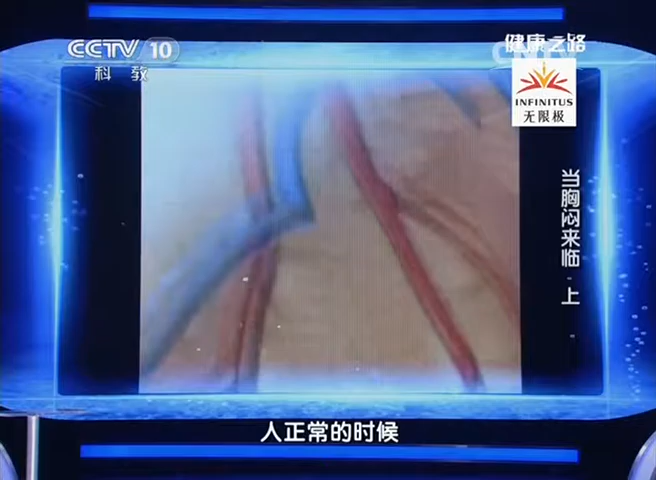 CCTV 10
科 教
健康之路
INFINITUS
无限极
当胸闷来临 上
人正常的时候